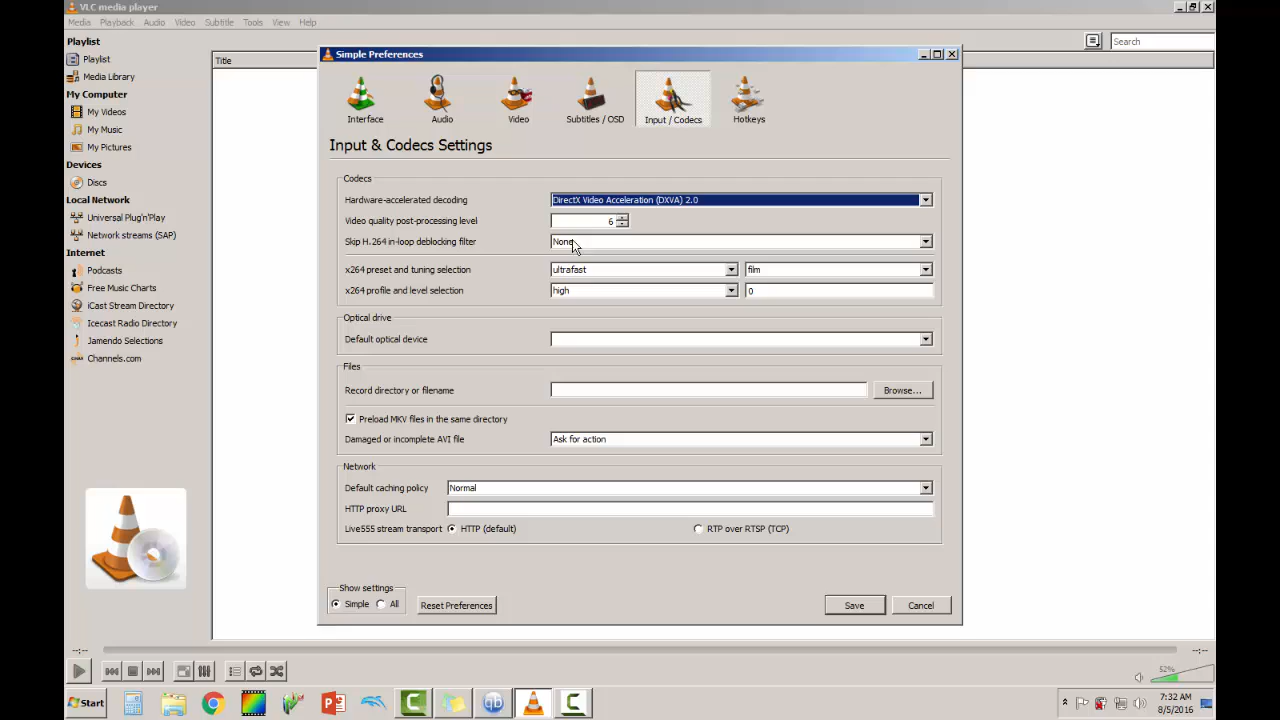 VLC media player
Media Playback Audio Video Subtitle Tools View Help
Playlist
Playlist
Media Library
My Computer
My Videos
My Music
My Pictures
Devices
Discs
Local Network
Universal Plug'n'Play
Network streams (SAP)
Internet
Podcasts
Free Music Charts
iCast Stream Directory
Icecast Radio Directory
Jamendo Selections
Channels.com
Search
Title
Simple Preferences
Interface
Audio
Video
Subtitles / OSD
Input / Codecs
Hotkeys
Input & Codecs Settings
Codecs
Hardware-accelerated decoding DirectX Video Acceleration (DXVA) 2.0
Video quality post-processing level 6
Skip H.264 in-loop deblocking filter None
x264 preset and tuning selection ultrafast film
x264 profile and level selection high 0
Optical drive
Default optical device
Files
Record directory or filename Browse...
Preload MKV files in the same directory
Damaged or incomplete AVI file Ask for action
Network
Default caching policy Normal
HTTP proxy URL
Live555 stream transport HTTP (default) RTP over RTSP (TCP)
Show settings
Simple All Reset Preferences Save Cancel
--:-- --:--
52%
Start
7:32 AM
8/5/2016